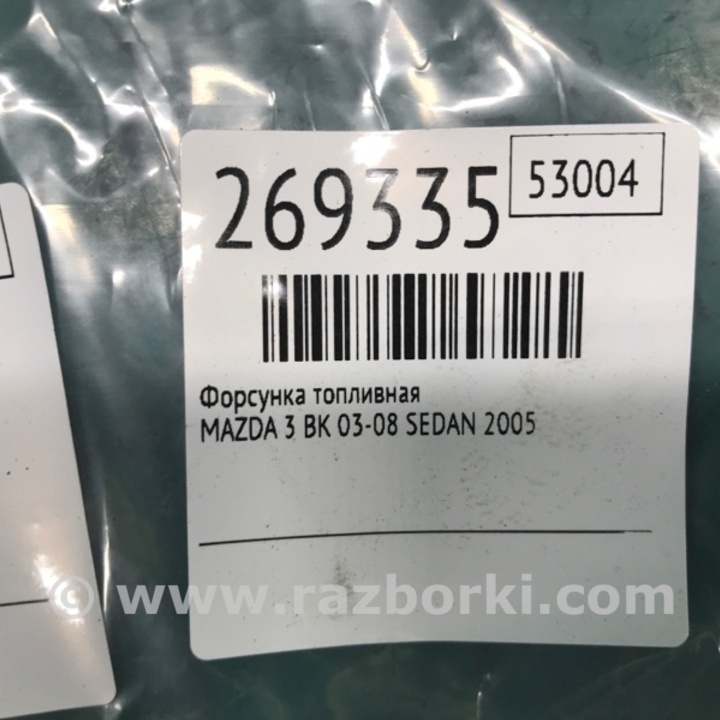 269335
53004
Форсунка топливная
MAZDA 3 BK 03-08 SEDAN 2005
© www.razborki.com